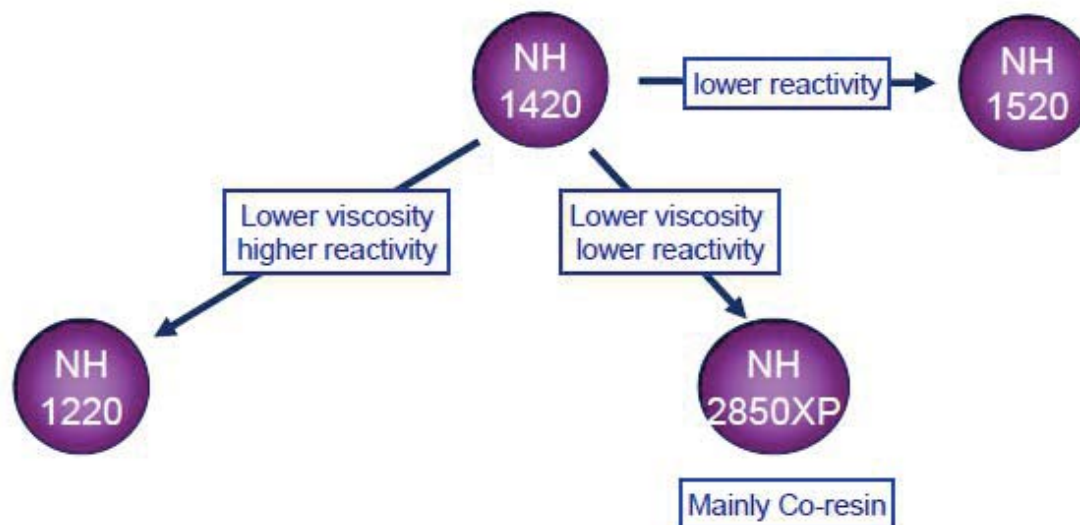 NH
1420
lower reactivity
NH
1520
Lower viscosity
higher reactivity
Lower viscosity
lower reactivity
NH
1220
NH
2850XP
Mainly Co-resin